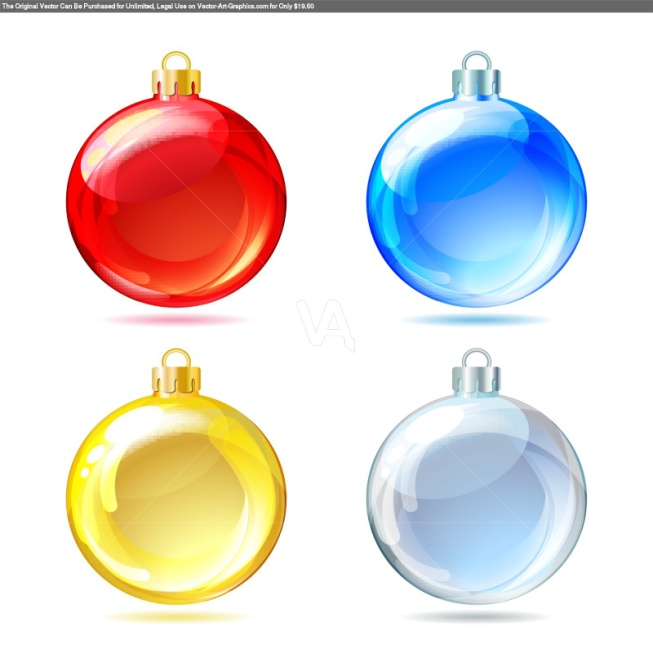 The Original Vector Can Be Purchased for Unlimited, Legal Use on Vector-Art-Graphics.com for Only $19.50
VA